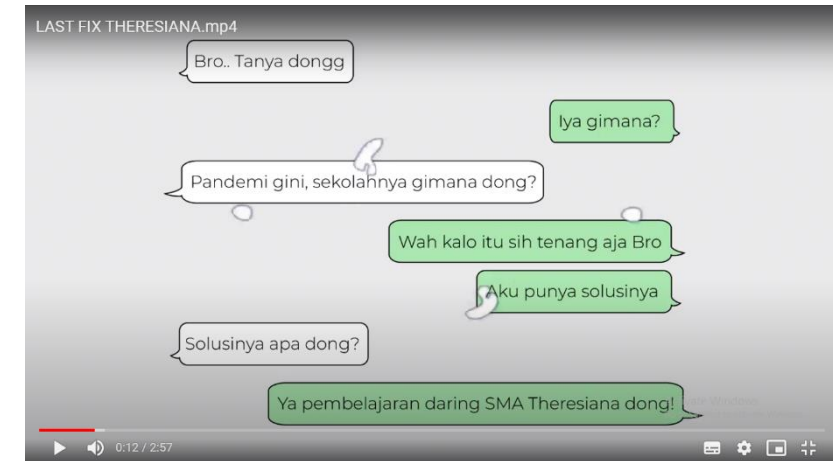 LAST FIX THERESIANA.mp4
Bro.. Tanya dongg
Iya gimana?
Pandemi gini, sekolahnya gimana dong?
Wah kalo itu sih tenang aja Bro
Aku punya solusinya
Solusinya apa dong?
Ya pembelajaran daring SMA Theresiana dong!
0:12 / 2:57